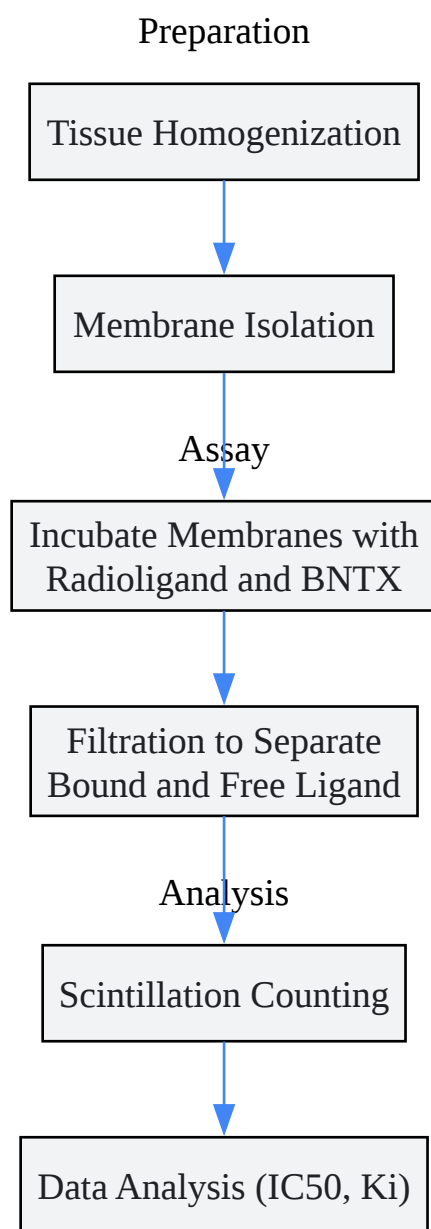 Preparation
Tissue Homogenization
Membrane Isolation
Assay
Incubate Membranes with
Radioligand and BNTX
Filtration to Separate
Bound and Free Ligand
Analysis
Scintillation Counting
Data Analysis (IC50, Ki)